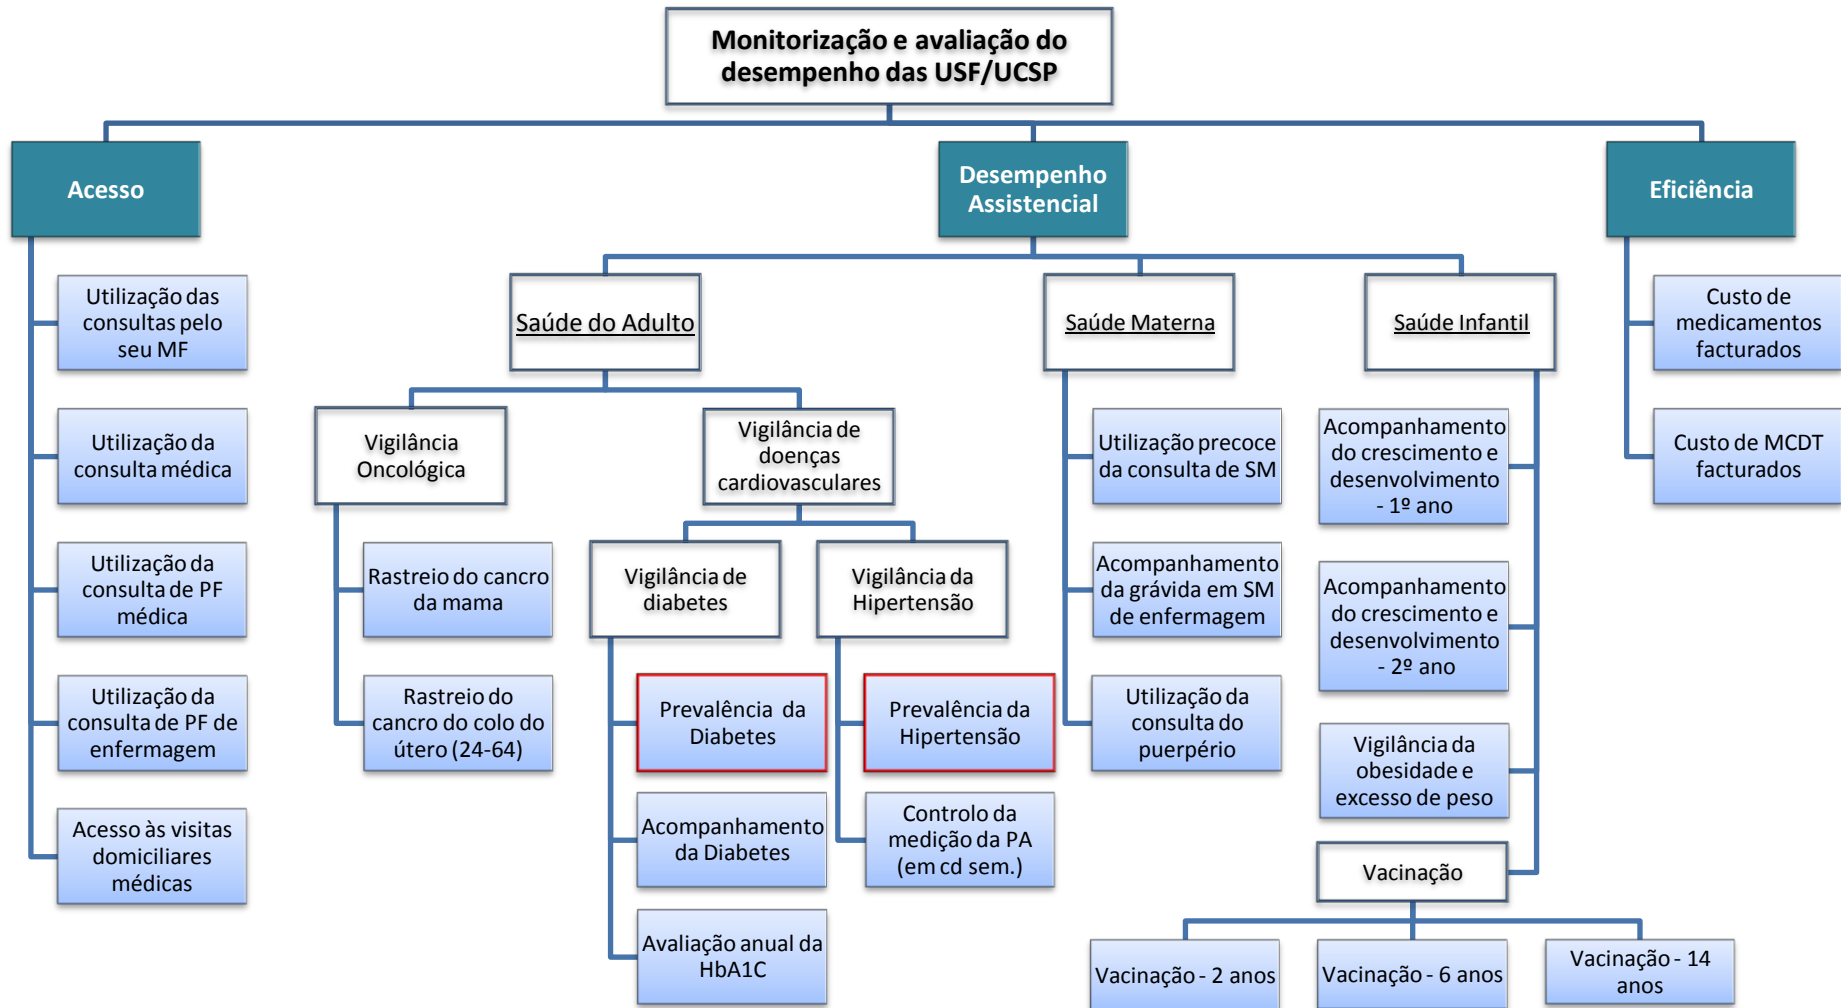 Monitorização e avaliação do
desempenho das USF/UCSP
Acesso
Desempenho
Assistencial
Eficiência
Utilização das
consultas pelo
seu MF
Utilização da
consulta médica
Utilização da
consulta de PF
médica
Utilização da
consulta de PF de
enfermagem
Acesso às visitas
domiciliares
médicas
Saúde do Adulto
Vigilância
Oncológica
Rastreio do cancro
da mama
Rastreio do
cancro do colo do
útero (24-64)
Vigilância de
doenças
cardiovasculares
Vigilância de
diabetes
Prevalência da
Diabetes
Acompanhamento
da Diabetes
Avaliação anual da
HbA1C
Vigilância da
Hipertensão
Prevalência da
Hipertensão
Controlo da
medição da PA
(em cd sem.)
Saúde Materna
Utilização precoce
da consulta de SM
Acompanhamento
da grávida em SM
de enfermagem
Utilização da
consulta do
puerpério
Saúde Infantil
Acompanhamento
do crescimento e
desenvolvimento
- 1º ano
Acompanhamento
do crescimento e
desenvolvimento
- 2º ano
Vigilância da
obesidade e
excesso de peso
Vacinação
Vacinação - 2 anos
Vacinação - 6 anos
Vacinação - 14
anos
Custo de
medicamentos
facturados
Custo de MCDT
facturados